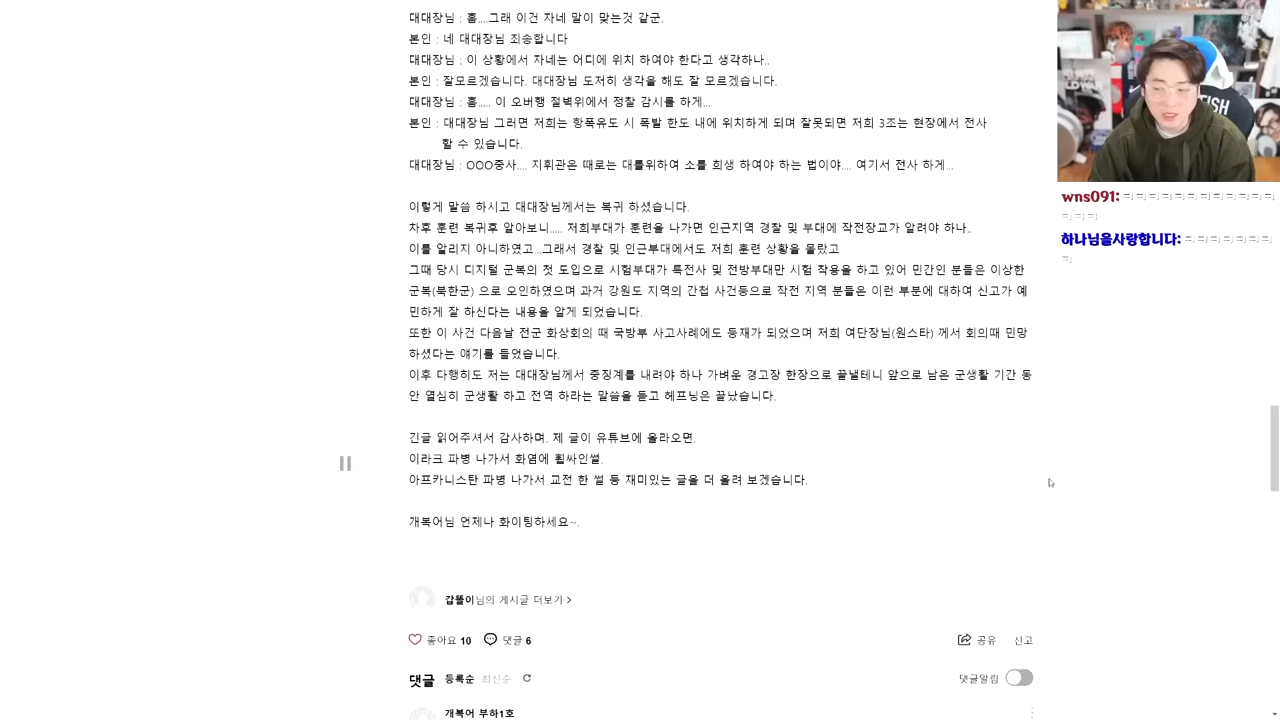 대대장님 : 흠....그래 이건 자네 말이 맞는것 같군.
본인 : 네 대대장님 죄송합니다
대대장님 : 이 상황에서 자네는 어디에 위치 하여야 한다고 생각하나..
본인 : 잘모르겠습니다. 대대장님 도저히 생각을 해도 잘 모르겠습니다.
대대장님 : 흠..... 이 오버행 절벽위에서 정찰 감시를 하게...
본인 : 대대장님 그러면 저희는 항폭유도 시 폭발 한도 내에 위치하게 되며 잘못되면 저희 3조는 현장에서 전사
할 수 있습니다.
대대장님 : OOO중사.... 지휘관은 때로는 대를위하여 소를 희생 하여야 하는 법이야.... 여기서 전사 하게...
이렇게 말씀 하시고 대대장님께서는 복귀 하셨습니다.
차후 훈련 복귀후 알아보니..... 저희부대가 훈련을 나가면 인근지역 경찰 및 부대에 작전장교가 알려야 하나..
이를 알리지 아니하였고...그래서 경찰 및 인근부대에서도 저희 훈련 상황을 몰랐고
그때 당시 디지털 군복의 첫 도입으로 시험부대가 특전사 및 전방부대만 시험 착용을 하고 있어 민간인 분들은 이상한
군복(북한군) 으로 오인하였으며 과거 강원도 지역의 간첩 사건등으로 작전 지역 분들은 이런 부분에 대하여 신고가 예
민하게 잘 하신다는 내용을 알게 되었습니다.
또한 이 사건 다음날 전군 화상회의 때 국방부 사고사례에도 등재가 되었으며 저희 여단장님(원스타) 께서 회의때 민망
하셨다는 얘기를 들었습니다.
이후 다행히도 저는 대대장님께서 중징계를 내려야 하나 가벼운 경고장 한장으로 끝낼테니 앞으로 남은 군생활 기간 동
안 열심히 군생활 하고 전역 하라는 말씀을 듣고 헤프닝은 끝났습니다.
긴글 읽어주셔서 감사하며. 제 글이 유튜브에 올라오면.
이라크 파병 나가서 화염에 휩싸인썰.
아프카니스탄 파병 나가서 교전 한 썰 등 재미있는 글을 더 올려 보겠습니다.
개복어님 언제나 화이팅하세요~.
갑뿔이님의 게시글 더보기 >
좋아요 10 댓글 6 공유 신고
댓글 등록순 최신순 댓글알림
개복어 부하1호
wns091: ㅋㅋㅋㅋㅋㅋㅋㅋㅋㅋㅋㅋ
ㅋㅋㅋ
하나님을사랑합니다: ㅋㅋㅋㅋㅋㅋㅋ
ㅋ